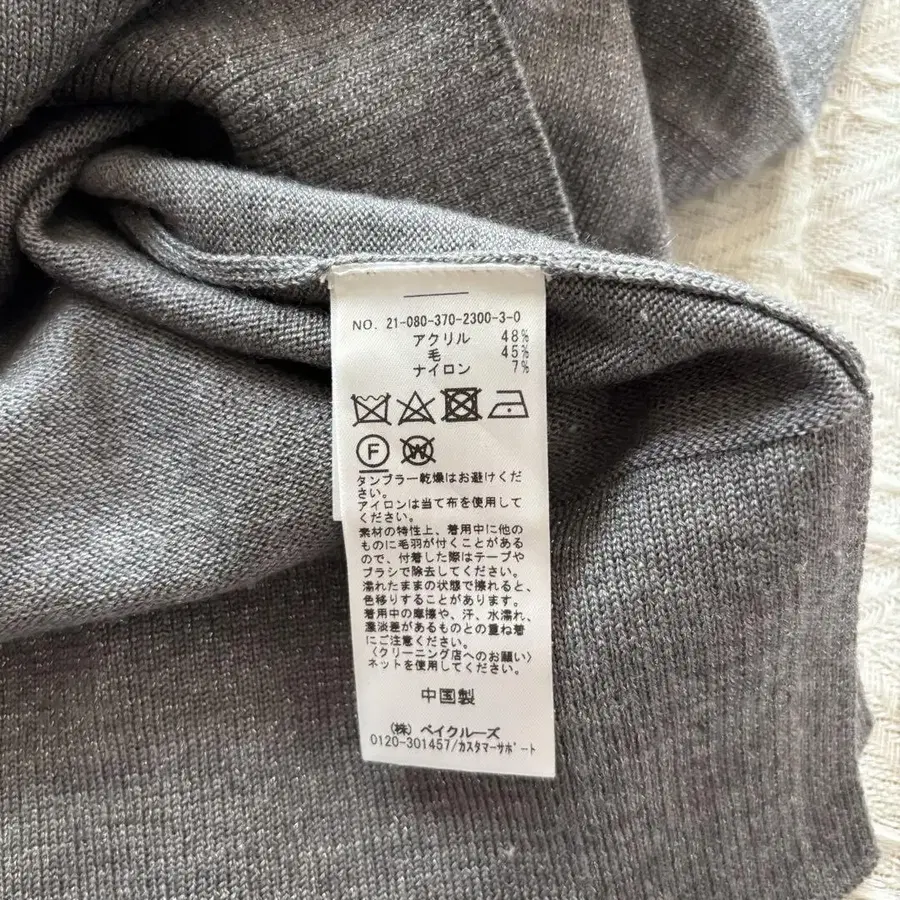 NO. 21-080-370-2300-3-0
アクリル 48%
毛 45%
ナイロン 7%
F W
タンブラー乾燥はお避けくだ
さい。
アイロンは当て布を使用して
ください。
素材の特性上、着用中に他の
ものに毛羽が付くことがある
ので、付着した際はテープや
ブラシで除去してください。
濡れたままの状態で擦れると、
色移りすることがあります。
着用中の摩擦や、汗、水濡れ、
濃淡差があるものとの重ね着
にご注意ください。
〈クリーニング店へのお願い〉
ネットを使用してください。
中国製
(株) ベイクルーズ
0120-301457/カスタマーサポート